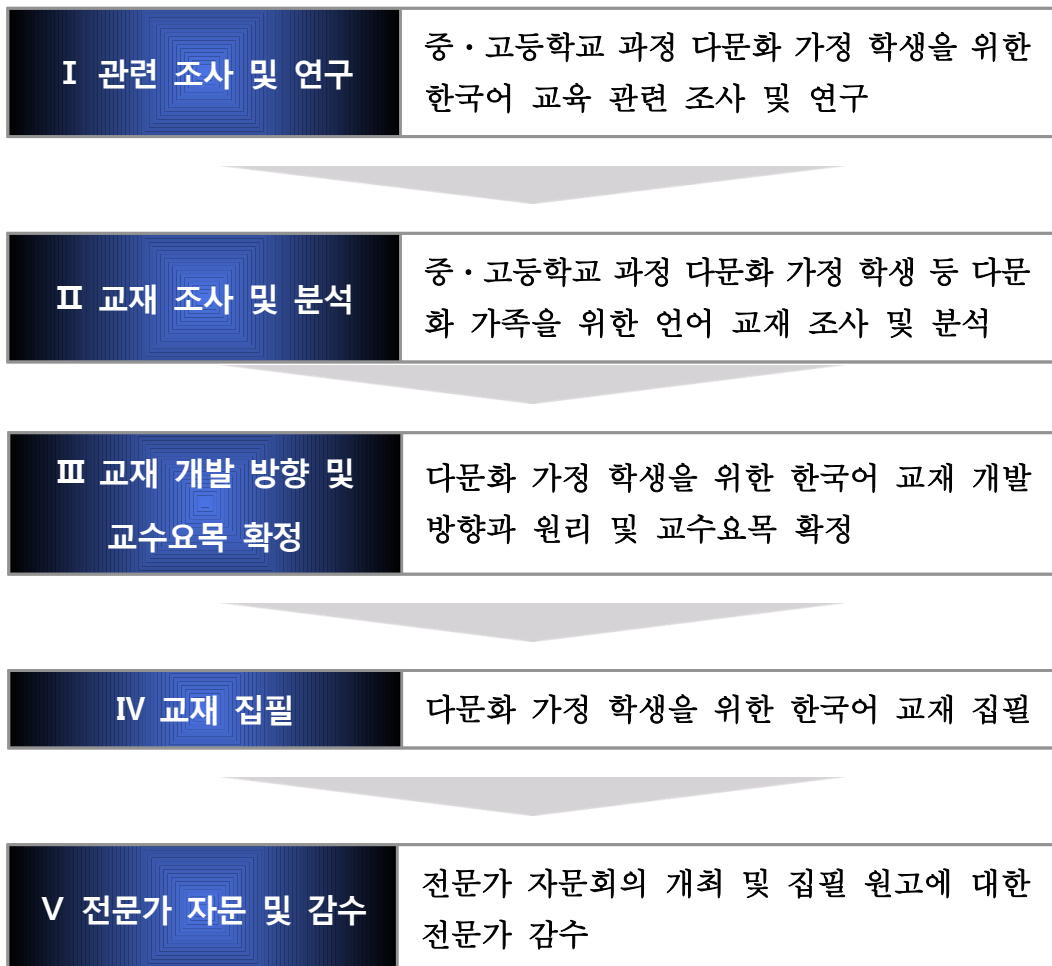 Ⅰ 관련 조사 및 연구
중・고등학교 과정 다문화 가정 학생을 위한
한국어 교육 관련 조사 및 연구
Ⅱ 교재 조사 및 분석
중・고등학교 과정 다문화 가정 학생 등 다문
화 가족을 위한 언어 교재 조사 및 분석
Ⅲ 교재 개발 방향 및
교수요목 확정
다문화 가정 학생을 위한 한국어 교재 개발
방향과 원리 및 교수요목 확정
Ⅳ 교재 집필
다문화 가정 학생을 위한 한국어 교재 집필
Ⅴ 전문가 자문 및 감수
전문가 자문회의 개최 및 집필 원고에 대한
전문가 감수